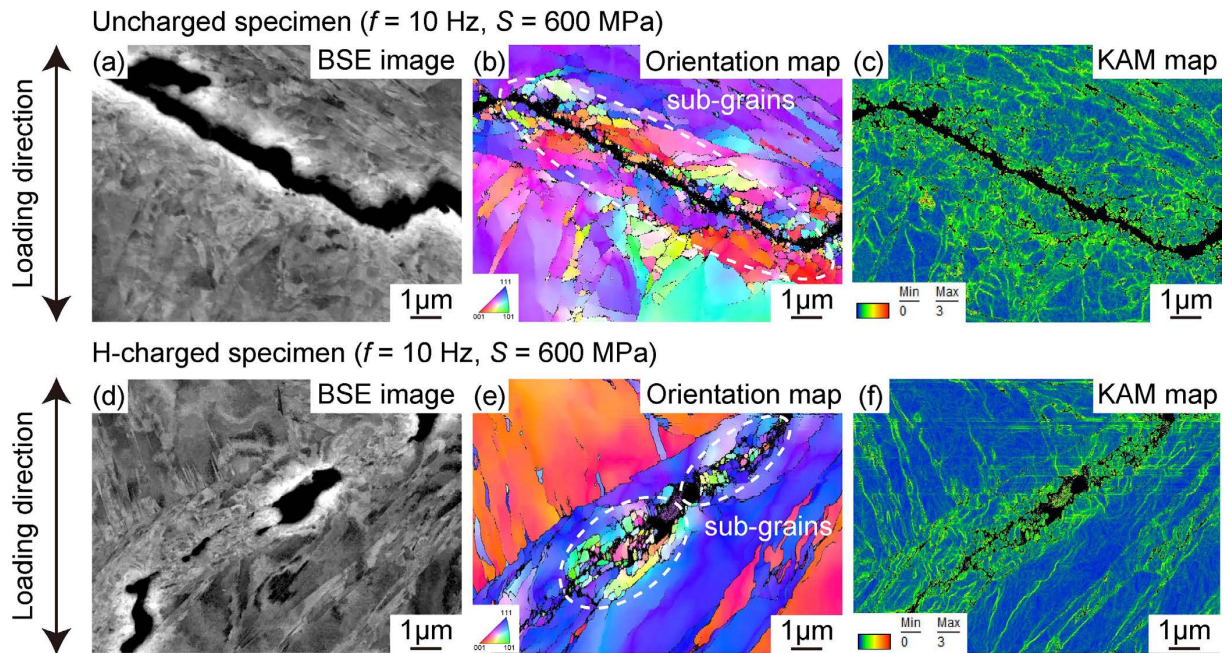 Uncharged specimen (f = 10 Hz, S = 600 MPa)
Loading direction
(a) BSE image
1μm
(b) Orientation map
sub-grains
111
001 101
1μm
(c) KAM map
Min Max
0 3
1μm
H-charged specimen (f = 10 Hz, S = 600 MPa)
Loading direction
(d) BSE image
1μm
(e) Orientation map
sub-grains
111
001 101
1μm
(f) KAM map
Min Max
0 3
1μm